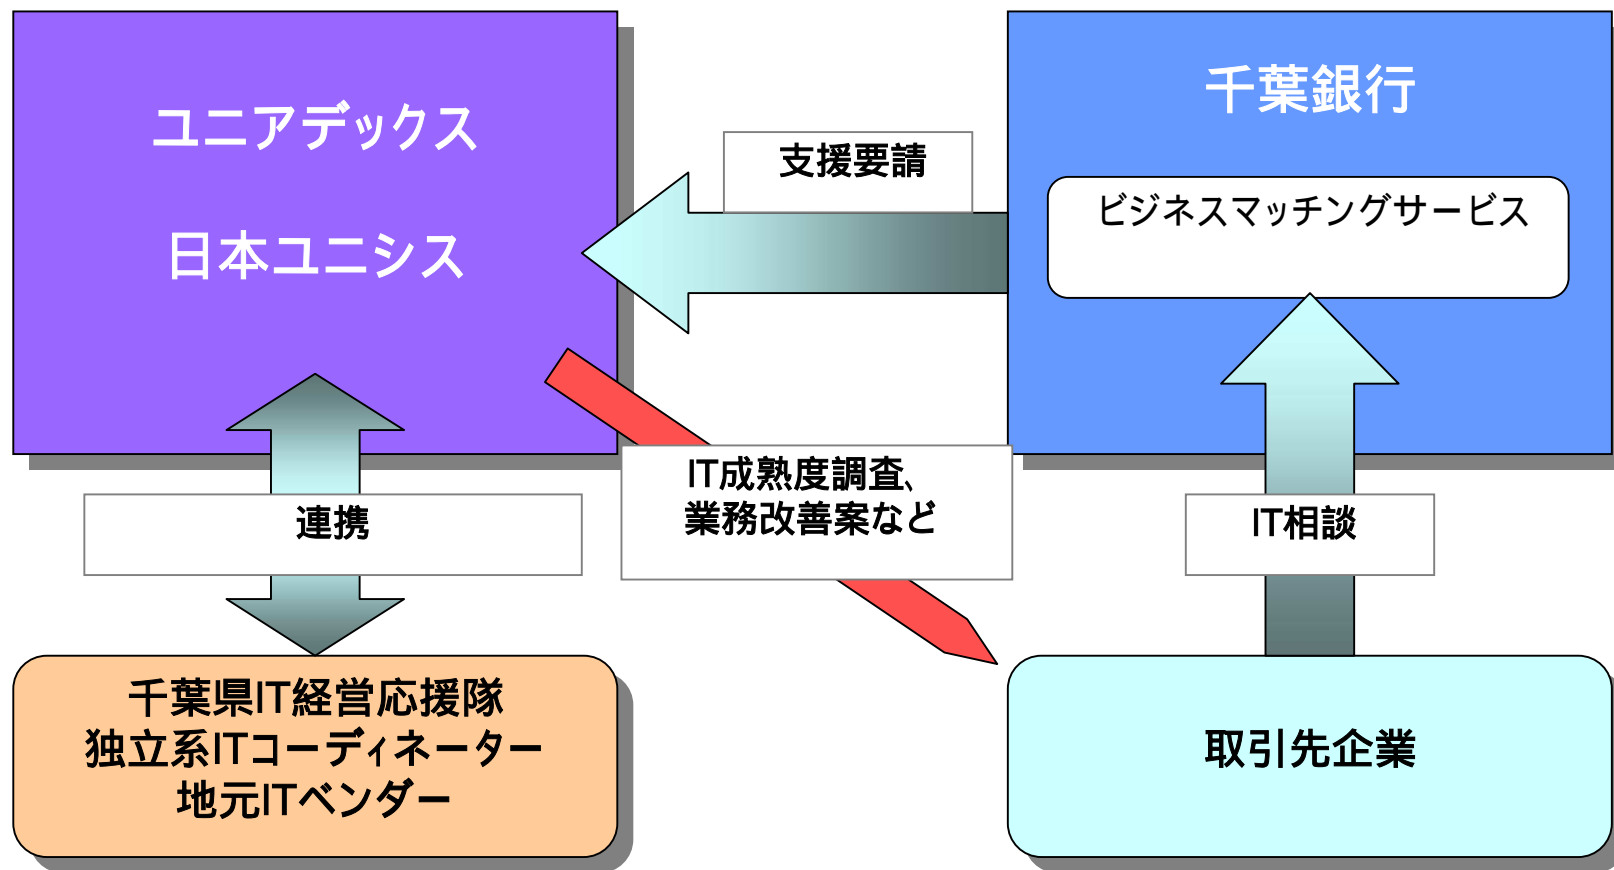 ユニアデックス
日本ユニシス
支援要請
千葉銀行
ビジネスマッチングサービス
IT成熟度調査、
業務改善案など
連携
IT相談
千葉県IT経営応援隊
独立系ITコーディネーター
地元ITベンダー
取引先企業